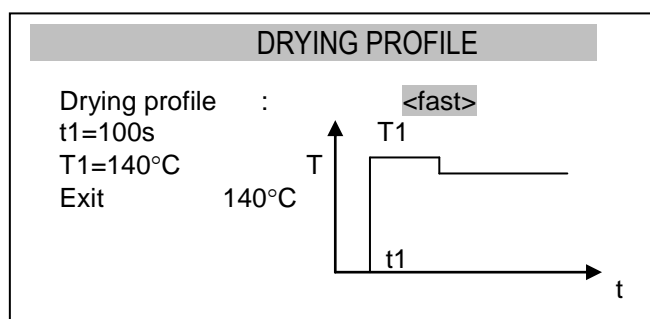 DRYING PROFILE
Drying profile : <fast>
t1=100s T1
T1=140°C T
Exit 140°C
t1
t